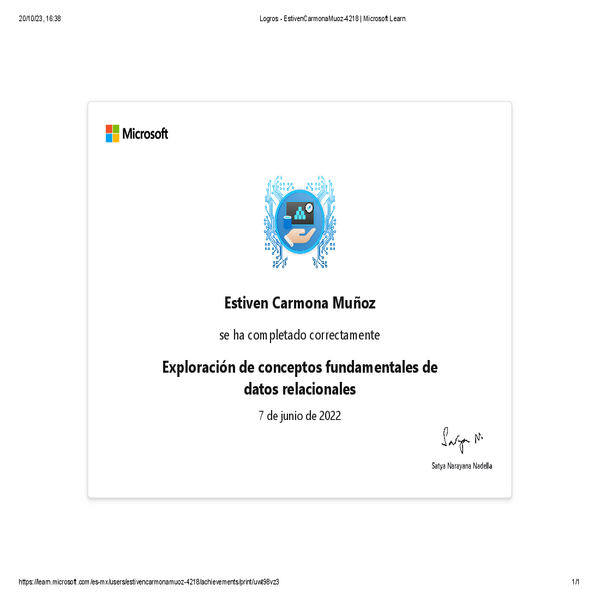 20/10/23, 16:38
Logros - EstivenCarmonaMuoz-4218 | Microsoft Learn
Microsoft
Estiven Carmona Muñoz
se ha completado correctamente
Exploración de conceptos fundamentales de
datos relacionales
7 de junio de 2022
Satya N.
Satya Narayana Nadella
https://learn.microsoft.com/es-mx/users/estivencarmonamuoz-4218/achievements/print/uwt98vz3
1/1